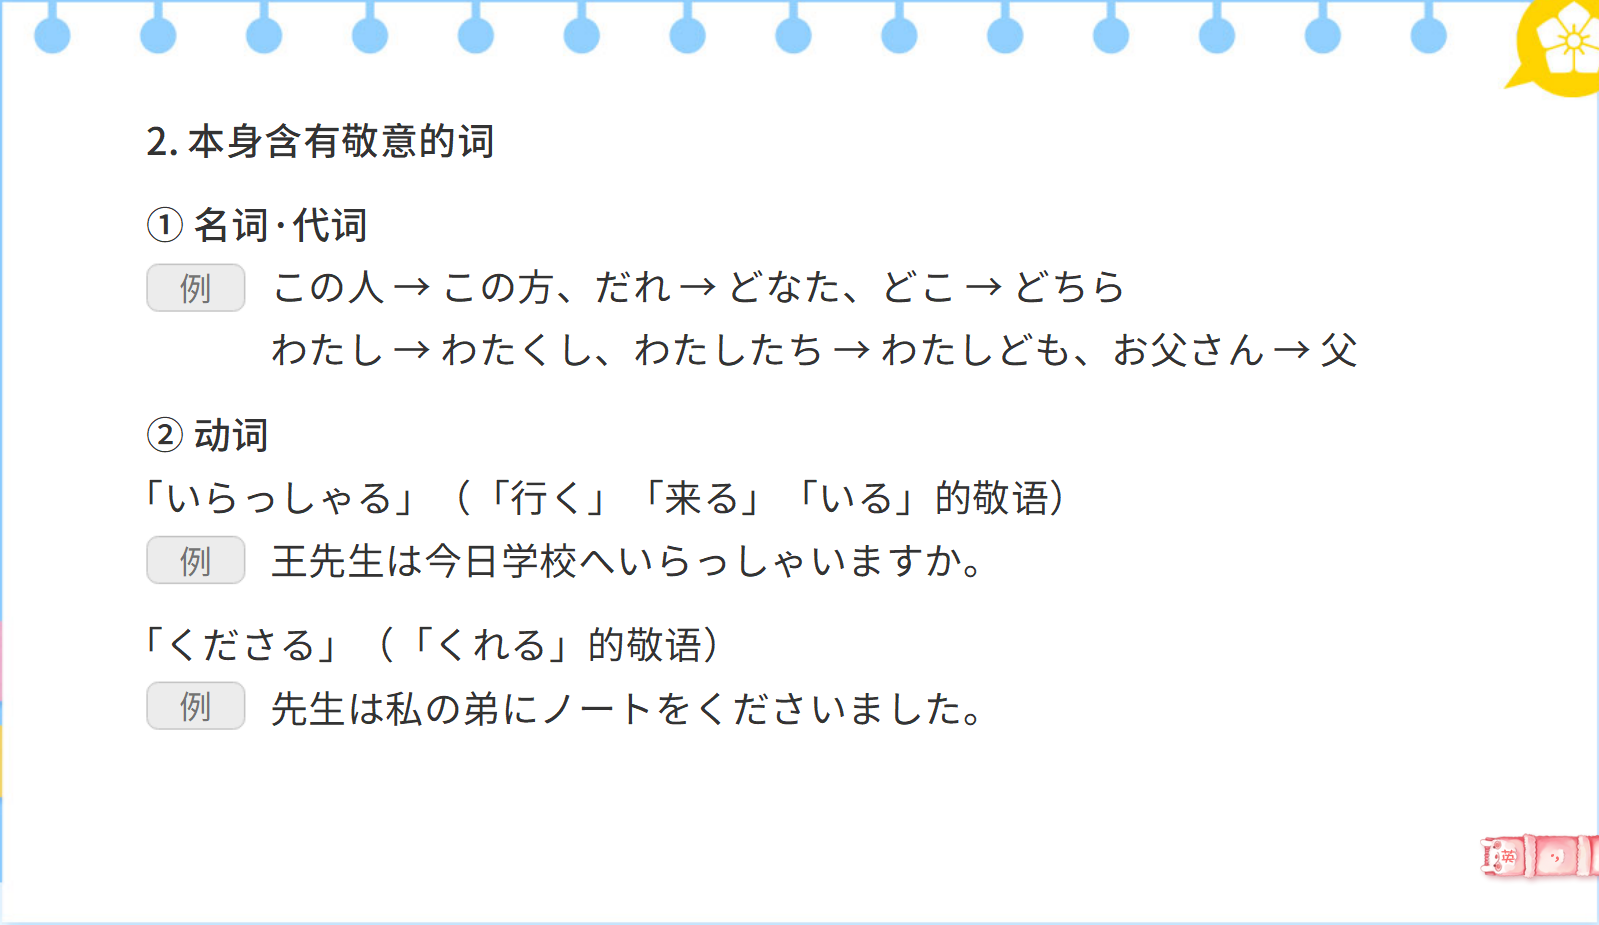 2. 本身含有敬意的词
① 名词·代词
例 この人 → この方、だれ → どなた、どこ → どちら
わたし → わたくし、わたしたち → わたしども、お父さん → 父
② 动词
「いらっしゃる」（「行く」「来る」「いる」的敬语）
例 王先生は今日学校へいらっしゃいますか。
「くださる」（「くれる」的敬语）
例 先生は私の弟にノートをくださいました。
英